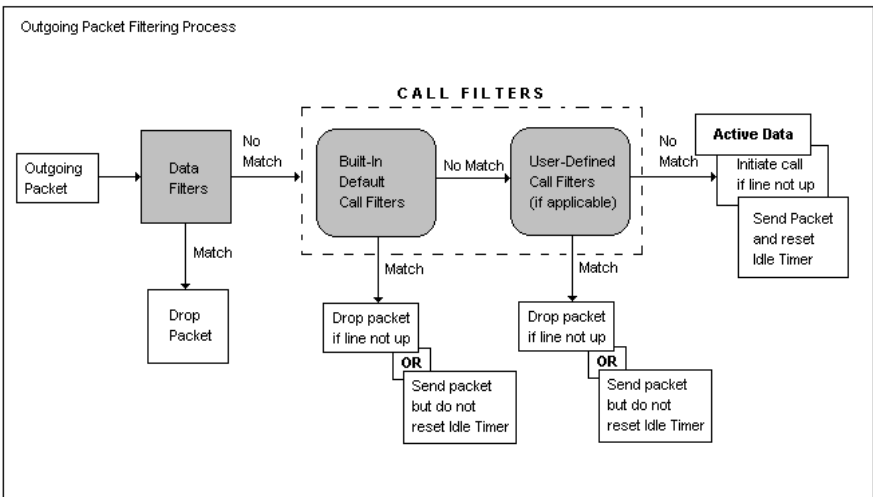 Outgoing Packet Filtering Process
CALL FILTERS
Outgoing
Packet
Data
Filters
No
Match
Built-In
Default
Call Filters
No Match
User-Defined
Call Filters
(if applicable)
No
Match
Active Data
Initiate call
if line not up
Send Packet
and reset
Idle Timer
Match
Drop
Packet
Match
Drop packet
if line not up
OR
Send packet
but do not
reset Idle Timer
Match
Drop packet
if line not up
OR
Send packet
but do not
reset Idle Timer